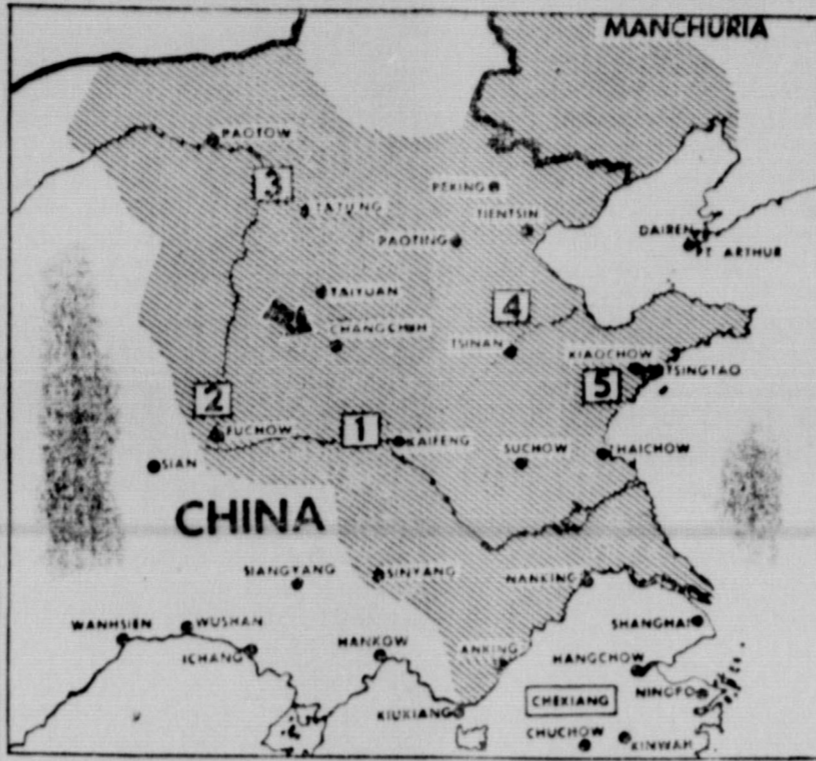 MANCHURIA
PAOTOW
3
PEKING
TATUNG
TIENTSIN
PAOTING
DAIREN
PT ARTHUR
TAIYUAN
4
CHANGCHIH
TSINAN
KIAOCHOW
TSINGTAO
2
5
FUCHOW
1
KAIFENG
SUCHOW
THAICHOW
SIAN
CHINA
SIANGYANG
SINYANG
NANKING
WANHSIEN
WUSHAN
SHANGHAI
ICHANG
HANKOW
ANKING
HANGCHOW
CHEKIANG
NINGPO
KIUKIANG
CHUCHOW
KINWAH